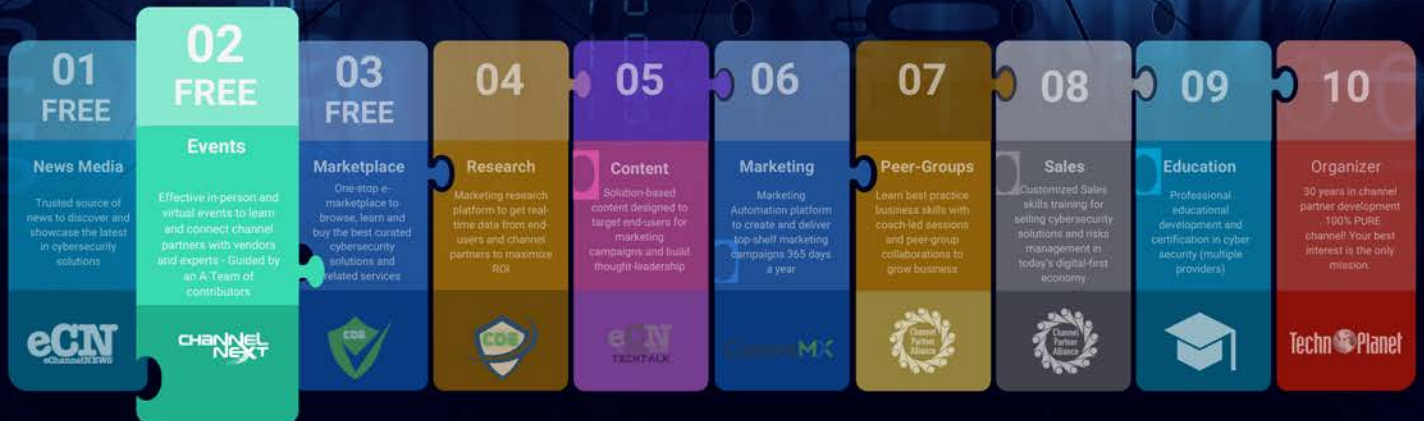 01
FREE
News Media
Trusted source of
news to discover and
showcase the latest
in cybersecurity
solutions
eCN
eChannelNEWS
02
FREE
Events
Effective in-person and
virtual events to learn
and connect channel
partners with vendors
and experts - Guided by
an A-Team of
contributors
CHANNEL
NEXT
03
FREE
Marketplace
One-stop e-
marketplace to
browse, learn and
buy the best curated
cybersecurity
solutions and
related services
CDR
04
Research
Marketing research
platform to get real-
time data from end-
users and channel
partners to maximize
ROI
CDR
05
Content
Solution-based
content designed to
target end-users for
marketing
campaigns and build
thought-leadership
eCN
TECHTALK
06
Marketing
Marketing
Automation platform
to create and deliver
top-shelf marketing
campaigns 365 days
a year
MX
07
Peer-Groups
Learn best practice
business skills with
coach-led sessions
and peer-group
collaborations to
grow business
Channel
Partner
Alliance
08
Sales
Customized Sales
skills training for
selling cybersecurity
solutions and risks
management in
today's digital-first
economy
Channel
Partner
Alliance
09
Education
Professional
educational
development and
certification in cyber
security (multiple
providers)
10
Organizer
30 years in channel
partner development
. 100% PURE
channel! Your best
interest is the only
mission.
Techn Planet